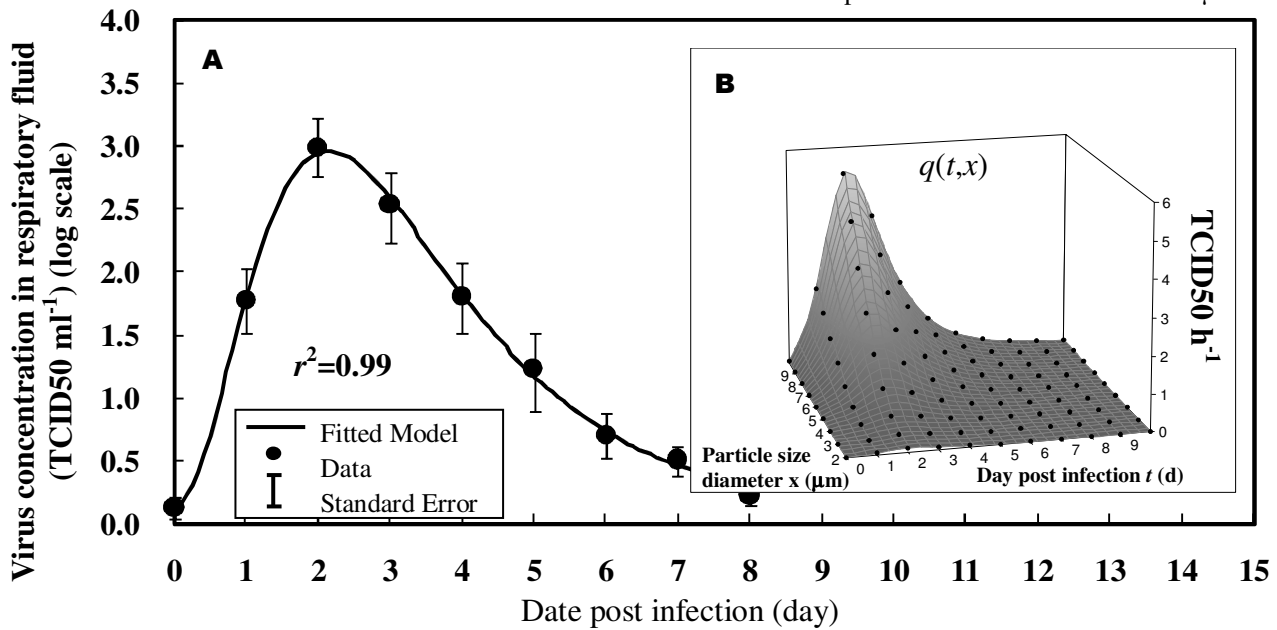 A
Virus concentration in respiratory fluid
(TCID50 ml-1) (log scale)
4.0
3.5
3.0
2.5
2.0
1.5
1.0
0.5
0.0
r2=0.99
Fitted Model
Data
Standard Error
0 1 2 3 4 5 6 7 8 9 10 11 12 13 14 15
Date post infection (day)
B
q(t,x)
TCID50 h-1
6
5
4
3
2
1
0
9
8
7
6
5
4
3
2
Particle size
diameter x (μm)
0 1 2 3 4 5 6 7 8 9
Day post infection t (d)